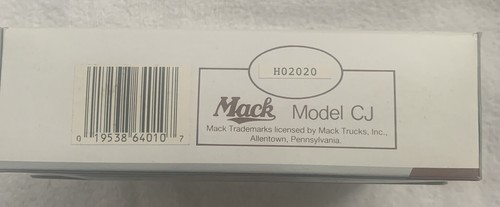 H02020
Mack Model CJ
Mack Trademarks licensed by Mack Trucks, Inc.,
Allentown, Pennsylvania.
0 19538 64010 7